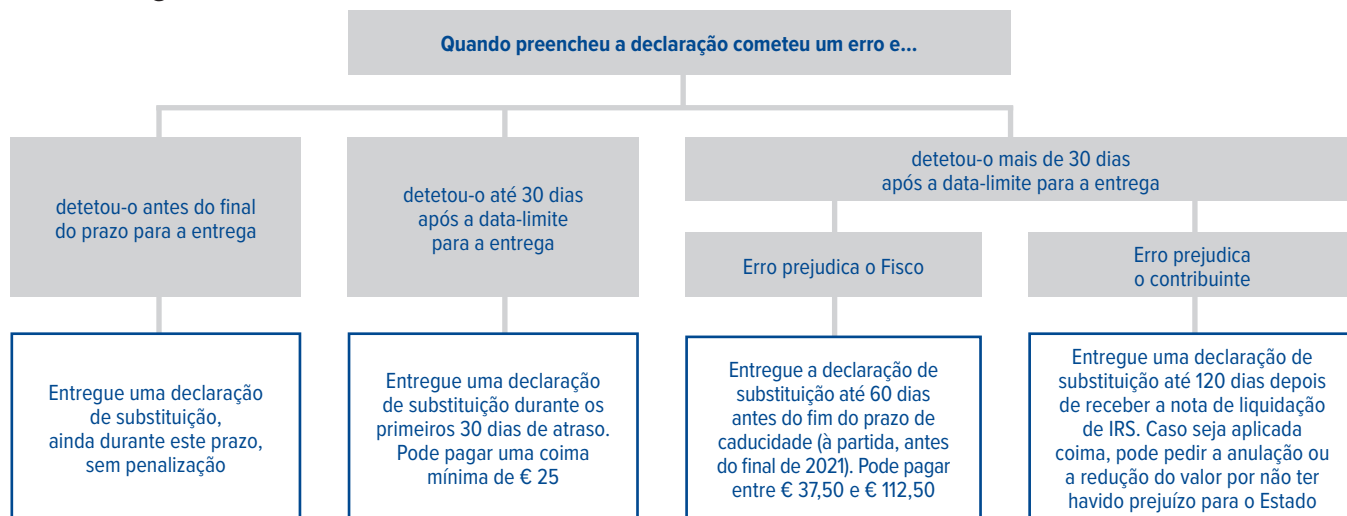 Quando preencheu a declaração cometeu um erro e...
detetou-o antes do final
do prazo para a entrega
detetou-o até 30 dias
após a data-limite
para a entrega
detetou-o mais de 30 dias
após a data-limite para a entrega
Erro prejudica o Fisco
Erro prejudica
o contribuinte
Entregue uma declaração
de substituição,
ainda durante este prazo,
sem penalização
Entregue uma declaração
de substituição durante os
primeiros 30 dias de atraso.
Pode pagar uma coima
mínima de € 25
Entregue a declaração de
substituição até 60 dias
antes do fim do prazo de
caducidade (à partida, antes
do final de 2021). Pode pagar
entre € 37,50 e € 112,50
Entregue uma declaração de
substituição até 120 dias depois
de receber a nota de liquidação
de IRS. Caso seja aplicada
coima, pode pedir a anulação ou
a redução do valor por não ter
havido prejuízo para o Estado